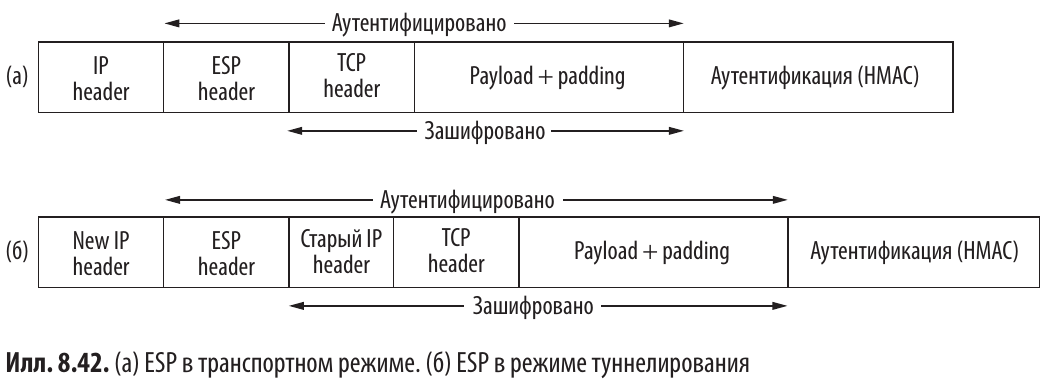 Аутентифицировано
(а) IP header ESP header TCP header Payload + padding Аутентификация (HMAC)
Зашифровано
Аутентифицировано
(б) New IP header ESP header Старый IP header TCP header Payload + padding Аутентификация (HMAC)
Зашифровано
Илл. 8.42. (а) ESP в транспортном режиме. (б) ESP в режиме туннелирования